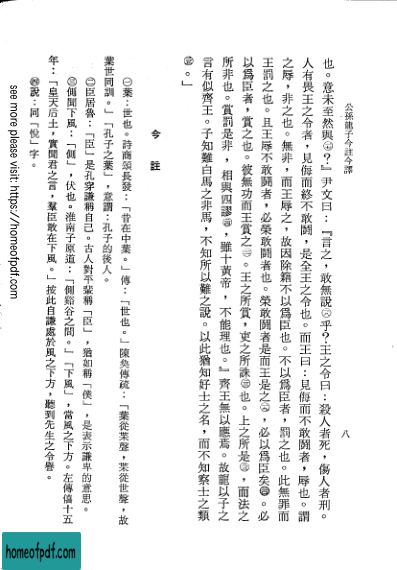 公孫龍子今註今譯
八
也。意未至然與㊄?』尹文曰:『言之,敢無說㊅乎?王之令曰:殺人者死,傷人者刑。
人有畏王之令者,見侮而終不敢鬭,是全王之令也。而王曰:見侮而不敢鬭者,辱也。謂
之辱,非之也。無非,而王辱之,故因除籍不以爲臣也。不以爲臣者,罰之也。此無罪而
王罰之也。且王辱不敢鬭者,必榮敢鬭者也。榮敢鬭者是而王是之,必以爲臣矣。必
以爲臣者,賞之也。彼無功而王賞之。王之所賞,吏之所誅也。上之所是,而法之
所非也。賞罰是非,相與四謬,雖十黃帝,不能理也。』齊王無以應焉。故龍以子之
言有似齊王。子知難白馬之非馬,不知所以難之說。以此猶知好士之名,而不知察士之類
。」
今註
㊀葉:世也。詩商頌長發:「昔在中葉。」傳:「世也。」陳奐傳疏:「葉從枼聲,枼從世聲,故
葉世同訓。」「孔子之葉」,意謂:孔子的後人。
㊁臣居魯:「臣」是孔穿謙稱自己。古人對平輩稱「臣」,猶如稱「僕」,是表示謙卑的意思。
㊂側聞下風:「側」,伏也。淮南子原道:「側谿谷之間。」「下風」,當風之下方。左傳僖十五
年:「皇天后土,實聞君之言,羣臣敢在下風。」按此自謙處於風之下方,聽到先生之令譽。
㊃說:同「悅」字。
see more please visit: https://homeofpdf.com
homeofpdf.com